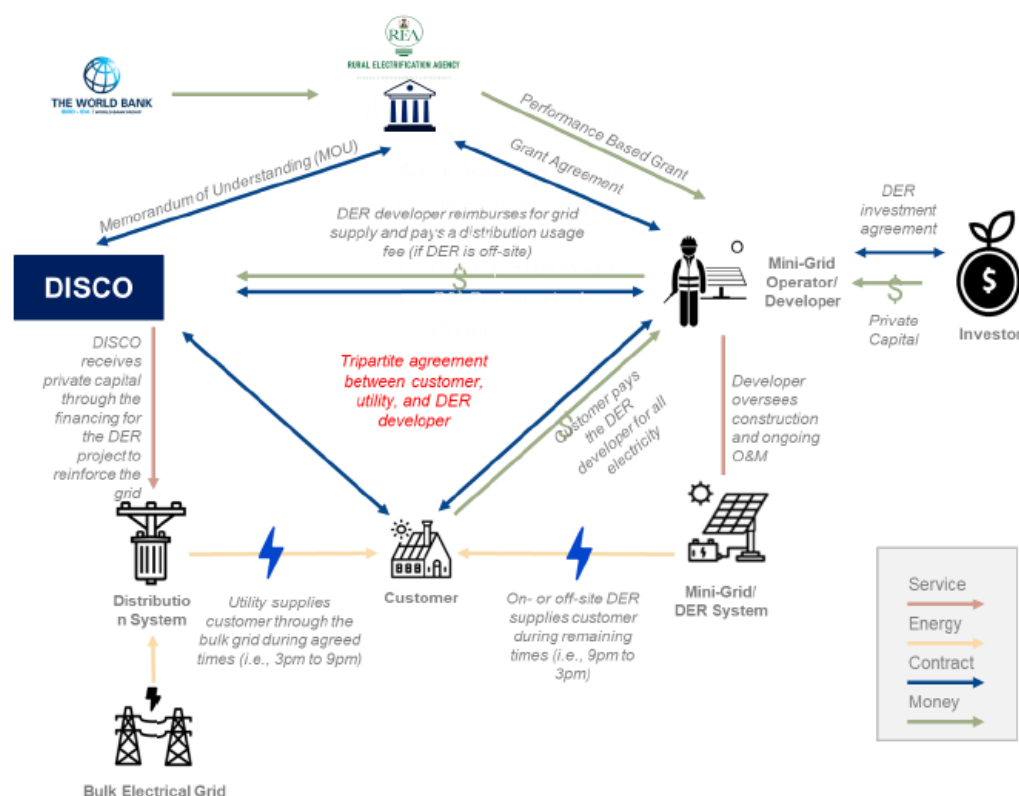 REA
RURAL ELECTRIFICATION AGENCY
THE WORLD BANK
IBRD • IDA | WORLD BANK GROUP
Performance Based Grant
Grant Agreement
Memorandum of Understanding (MOU)
DER developer reimburses for grid
supply and pays a distribution usage
fee (if DER is off-site)
$
DER
investment
agreement
DISCO
Mini-Grid
Operator/
Developer
$
$
Private
Capital
Investor
DISCO
receives
private capital
through the
financing for
the DER
project to
reinforce the
grid
Tripartite agreement
between customer,
utility, and DER
developer
$
Customer pays
the DER
developer for all
electricity
Developer
oversees
construction
and ongoing
O&M
Distributio
n System
Utility supplies
customer through the
bulk grid during agreed
times (i.e., 3pm to 9pm)
Customer
On- or off-site DER
supplies customer
during remaining
times (i.e., 9pm to
3pm)
Mini-Grid/
DER System
Bulk Electrical Grid
Service
Energy
Contract
Money